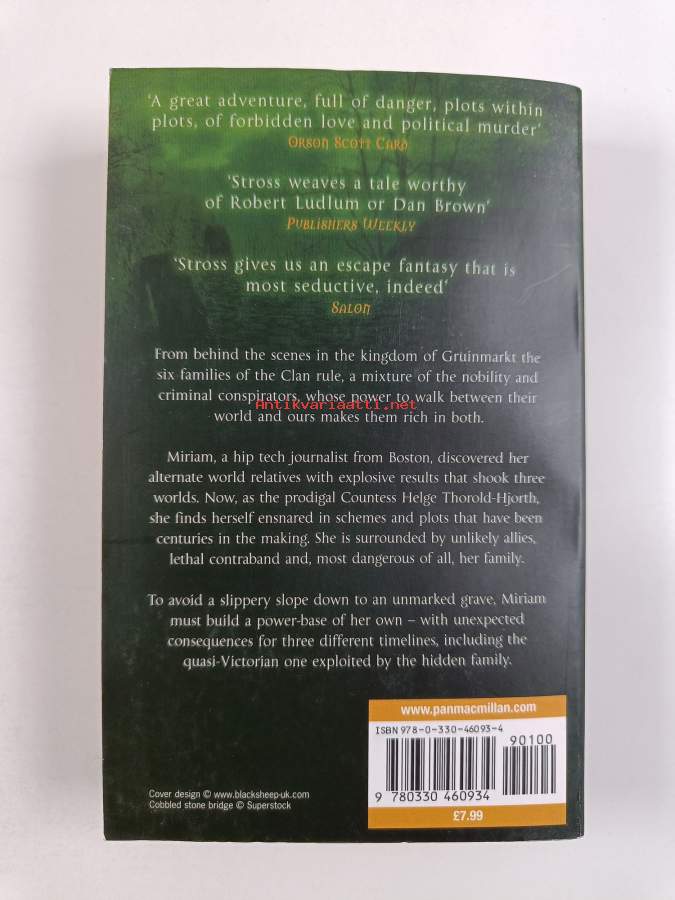 'A great adventure, full of danger, plots within
plots, of forbidden love and political murder'
ORSON SCOTT CARD
'Stross weaves a tale worthy
of Robert Ludlum or Dan Brown'
PUBLISHERS WEEKLY
'Stross gives us an escape fantasy that is
most seductive, indeed'
SALON
From behind the scenes in the kingdom of Gruinmarkt the
six families of the Clan rule, a mixture of the nobility and
criminal conspirators, whose power to walk between their
Antikvariaatti.net
world and ours makes them rich in both.
Miriam, a hip tech journalist from Boston, discovered her
alternate world relatives with explosive results that shook three
worlds. Now, as the prodigal Countess Helge Thorold-Hjorth,
she finds herself ensnared in schemes and plots that have been
centuries in the making. She is surrounded by unlikely allies,
lethal contraband and, most dangerous of all, her family.
To avoid a slippery slope down to an unmarked grave, Miriam
must build a power-base of her own – with unexpected
consequences for three different timelines, including the
quasi-Victorian one exploited by the hidden family.
www.panmacmillan.com
ISBN 978-0-330-46093-4
90100
9 780330 460934
£7.99
Cover design © www.blacksheep-uk.com
Cobbled stone bridge © Superstock